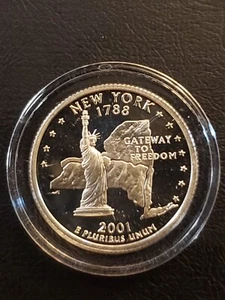 NEW YORK
1788
GATEWAY
TO
FREEDOM
2001
E PLURIBUS UNUM